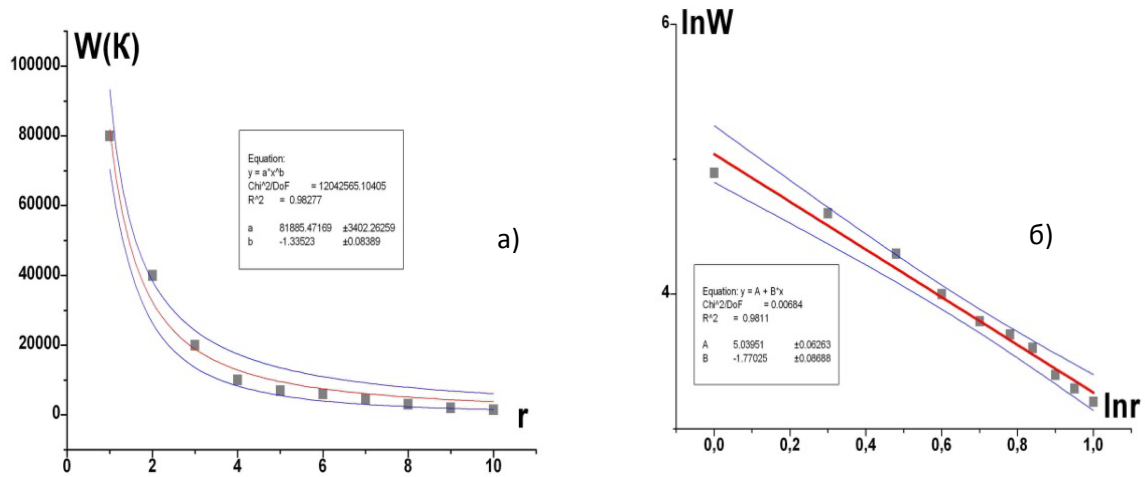 W(К)
100000
80000
60000
40000
20000
0
0 2 4 6 8 10
r
Equation:
y = a*x^b
Chi^2/DoF = 12042565.10405
R^2 = 0.98277
a 81885.47169 ±3402.26259
b -1.33523 ±0.08389
а)
lnW
6
4
0,0 0,2 0,4 0,6 0,8 1,0
lnr
Equation: y = A + B*x
Chi^2/DoF = 0.00684
R^2 = 0.9811
A 5.03951 ±0.06263
B -1.77025 ±0.08688
б)